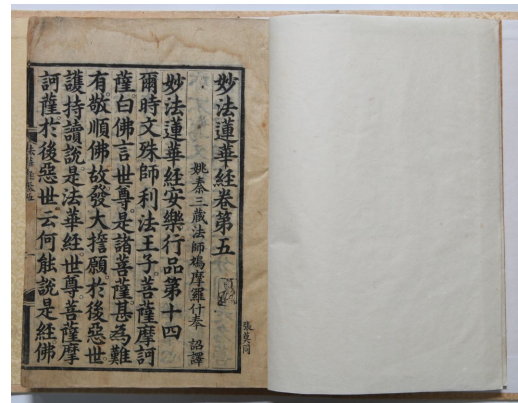 妙法蓮華經卷第五
姚秦三藏法師鳩摩羅什奉 詔譯
妙法蓮華經安樂行品第十四
爾時文殊師利法王子菩薩摩訶
薩白佛言世尊是諸菩薩甚為難
有敬順佛故發大誓願於後惡世
護持讀說是法華經世尊菩薩摩
訶薩於後惡世云何能說是經佛